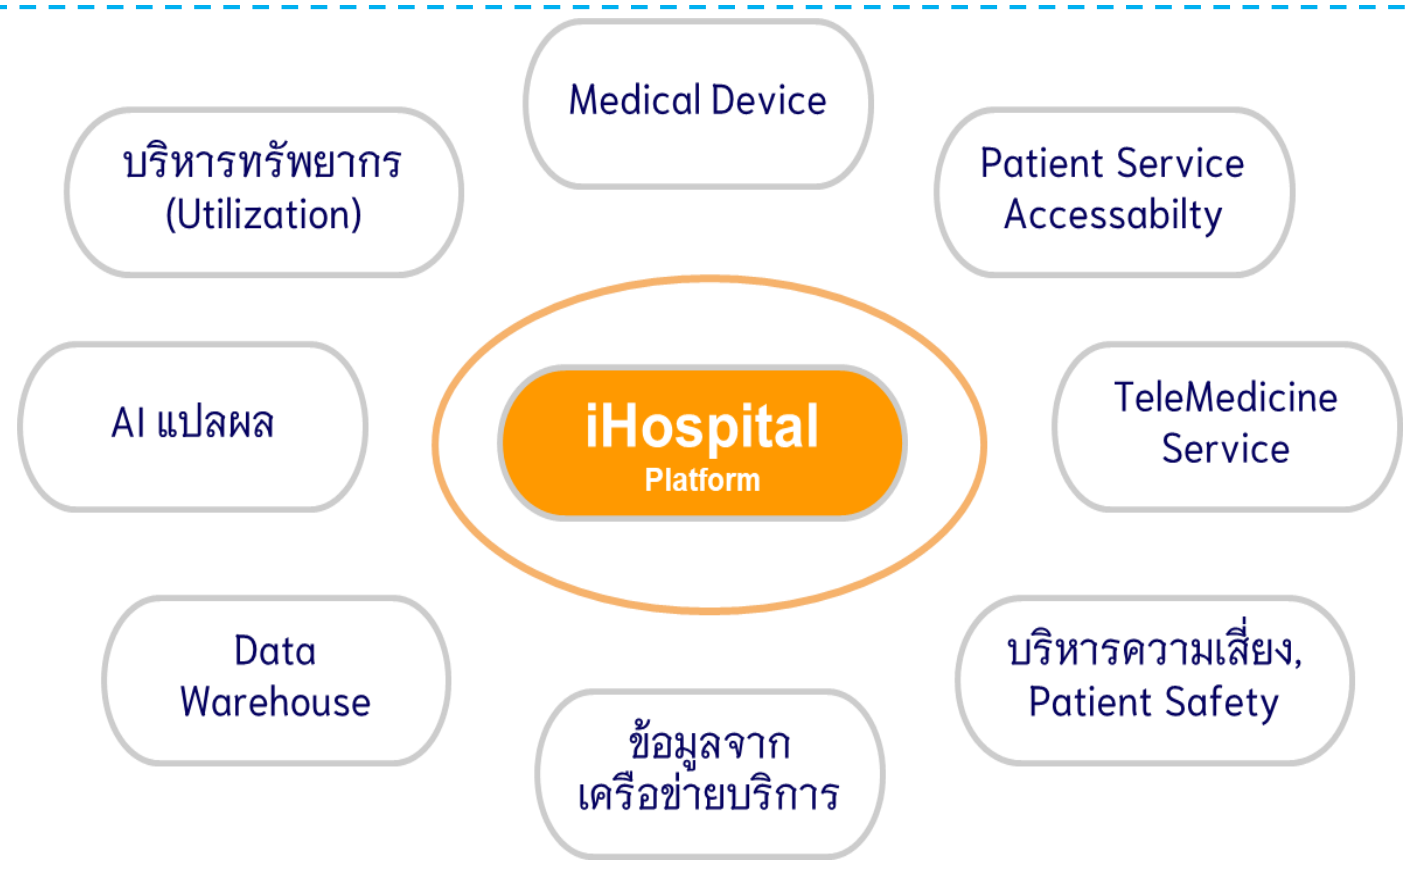 Medical Device
บริหารทรัพยากร
(Utilization)
Patient Service
Accessabilty
AI แปลผล
iHospital
Platform
TeleMedicine
Service
Data
Warehouse
บริหารความเสี่ยง,
Patient Safety
ข้อมูลจาก
เครือข่ายบริการ